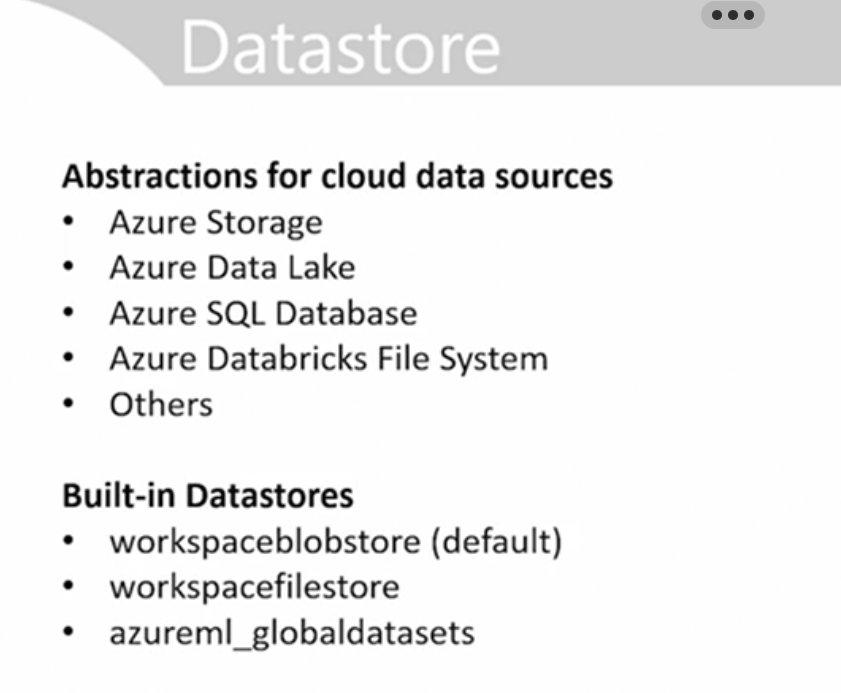 Datastore
Abstractions for cloud data sources
• Azure Storage
• Azure Data Lake
• Azure SQL Database
• Azure Databricks File System
• Others
Built-in Datastores
• workspaceblobstore (default)
• workspacefilestore
• azureml_globaldatasets